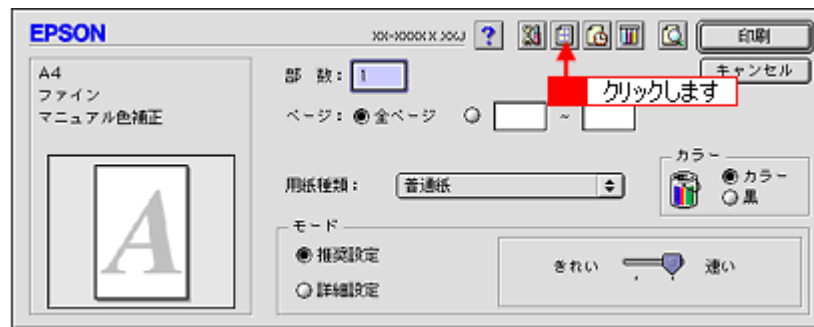 EPSON
XX-XXXXX X.XXJ
?
印刷
キャンセル
クリックします
A4
ファイン
マニュアル色補正
A
部 数: 1
ページ: 全ページ ~
用紙種類: 普通紙
カラー
カラー
黒
モード
推奨設定
詳細設定
きれい
速い